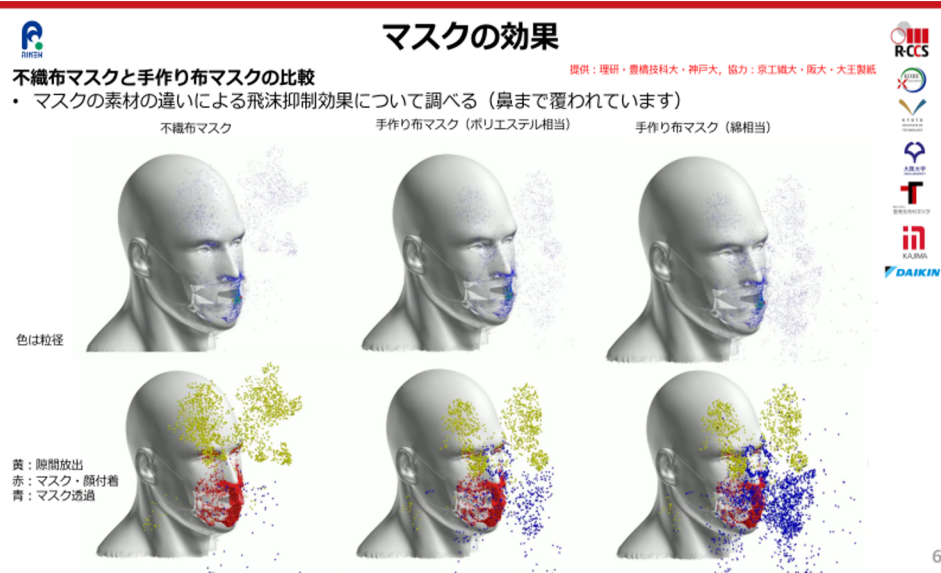 RIKEN
マスクの効果
R-CCS
提供：理研・豊橋技科大・神戸大，協力：京工繊大・阪大・大王製紙
不織布マスクと手作り布マスクの比較
• マスクの素材の違いによる飛沫抑制効果について調べる（鼻まで覆われています）
不織布マスク
手作り布マスク（ポリエステル相当）
手作り布マスク（綿相当）
KOBE
KYOTO
大阪大学
KAJIMA
DAIKIN
色は粒径
黄：隙間放出
赤：マスク・顔付着
青：マスク透過
6